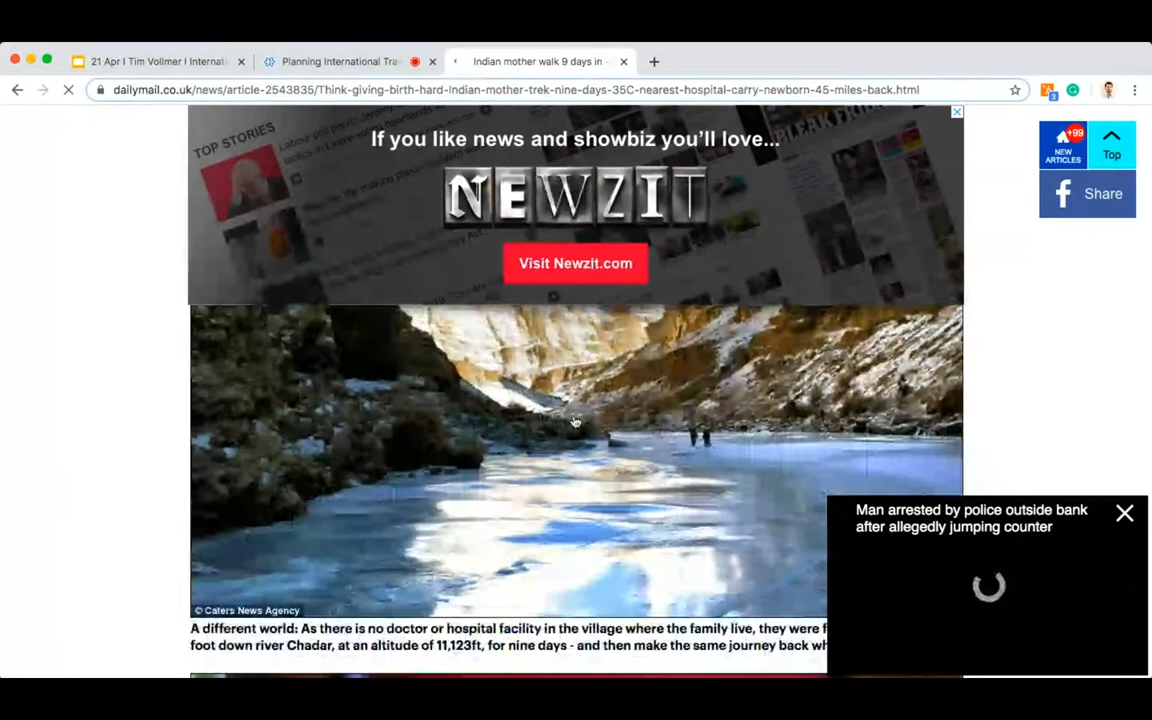 21 Apr I Tim Vollmer I Internati
Planning International Trav
Indian mother walk 9 days in -
dailymail.co.uk/news/article-2543835/Think-giving-birth-hard-Indian-mother-trek-nine-days-35C-nearest-hospital-carry-newborn-45-miles-back.html
3
TOP STORIES
If you like news and showbiz you'll love...
NEWZIT
Visit Newzit.com
+99
NEW
ARTICLES
Top
Share
Man arrested by police outside bank
after allegedly jumping counter
© Caters News Agency
A different world: As there is no doctor or hospital facility in the village where the family live, they were f
foot down river Chadar, at an altitude of 11,123ft, for nine days - and then make the same journey back wh